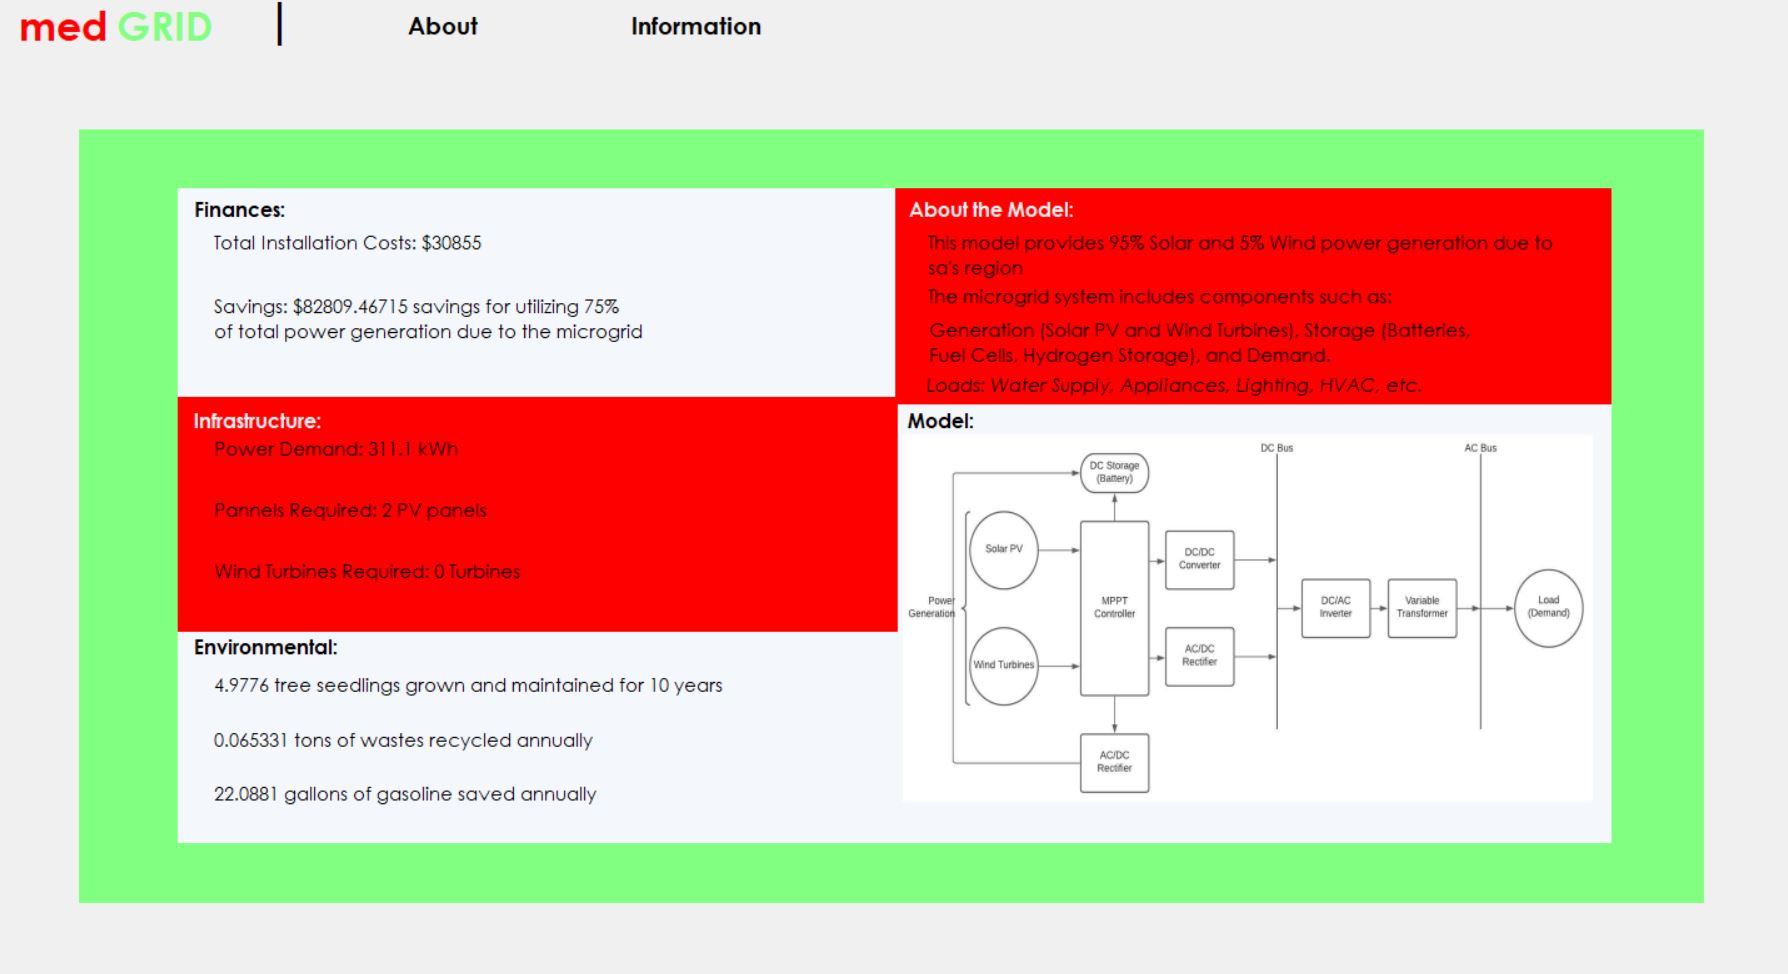 med GRID
About
Information
Finances:
Total Installation Costs: $30855
Savings: $82809.46715 savings for utilizing 75%
of total power generation due to the microgrid
About the Model:
This model provides 95% Solar and 5% Wind power generation due to
sa's region
The microgrid system includes components such as:
Generation (Solar PV and Wind Turbines), Storage (Batteries,
Fuel Cells, Hydrogen Storage), and Demand.
Loads: Water Supply, Appliances, Lighting, HVAC, etc.
Infrastructure:
Power Demand: 311.1 kWh
Pannels Required: 2 PV panels
Wind Turbines Required: 0 Turbines
Environmental:
4.9776 tree seedlings grown and maintained for 10 years
0.065331 tons of wastes recycled annually
22.0881 gallons of gasoline saved annually
Model:
DC Bus
AC Bus
DC Storage
(Battery)
Solar PV
DC/DC
Converter
Power
Generation
MPPT
Controller
DC/AC
Inverter
Variable
Transformer
Load
(Demand)
Wind Turbines
AC/DC
Rectifier
AC/DC
Rectifier